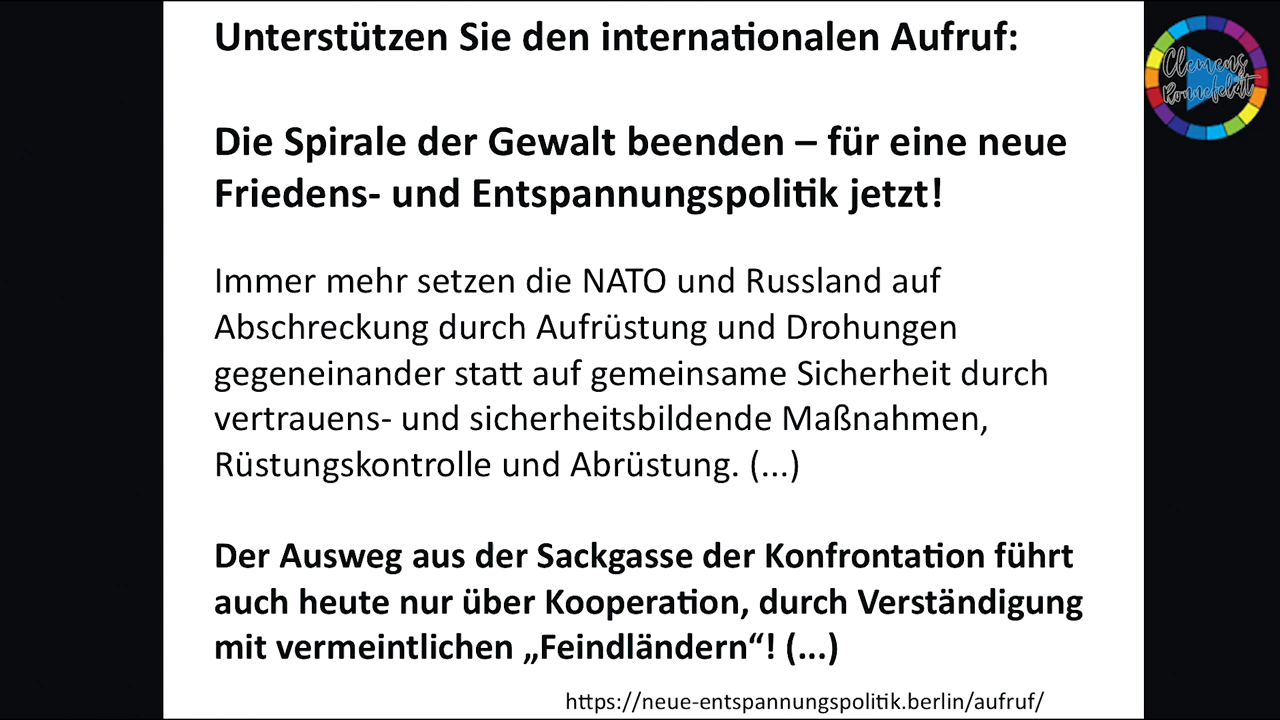 Unterstützen Sie den internationalen Aufruf:
Die Spirale der Gewalt beenden – für eine neue
Friedens- und Entspannungspolitik jetzt!
Immer mehr setzen die NATO und Russland auf
Abschreckung durch Aufrüstung und Drohungen
gegeneinander statt auf gemeinsame Sicherheit durch
vertrauens- und sicherheitsbildende Maßnahmen,
Rüstungskontrolle und Abrüstung. (...)
Der Ausweg aus der Sackgasse der Konfrontation führt
auch heute nur über Kooperation, durch Verständigung
mit vermeintlichen „Feindländern“! (...)
https://neue-entspannungspolitik.berlin/aufruf/
Clemens
Ronnefeldt